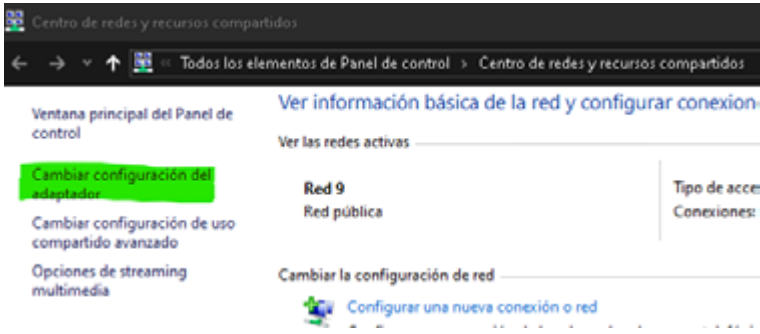 Centro de redes y recursos compartidos
Todos los elementos de Panel de control > Centro de redes y recursos compartidos
Ventana principal del Panel de
control
Cambiar configuración del
adaptador
Cambiar configuración de uso
compartido avanzado
Opciones de streaming
multimedia
Ver información básica de la red y configurar conexion
Ver las redes activas
Red 9
Red pública
Tipo de acce
Conexiones:
Cambiar la configuración de red
Configurar una nueva conexión o red